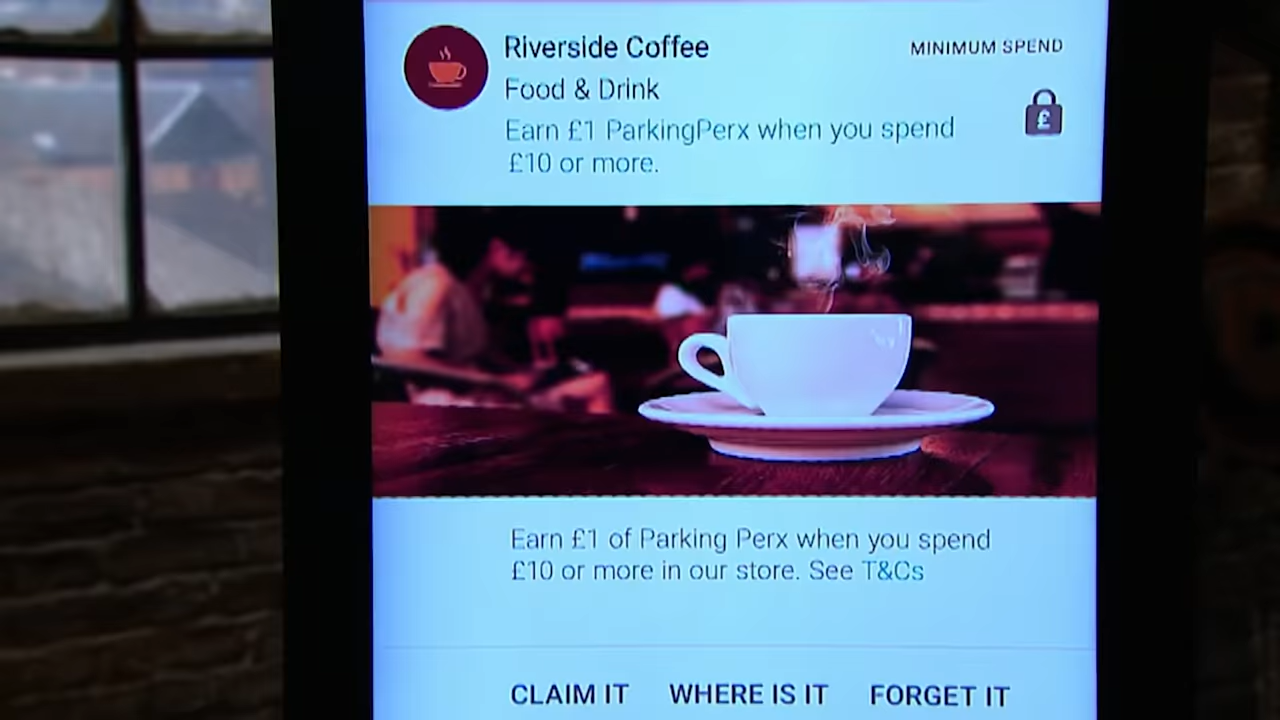 Riverside Coffee
MINIMUM SPEND
Food & Drink
£
Earn £1 ParkingPerx when you spend
£10 or more.
Earn £1 of Parking Perx when you spend
£10 or more in our store. See T&Cs
CLAIM IT WHERE IS IT FORGET IT